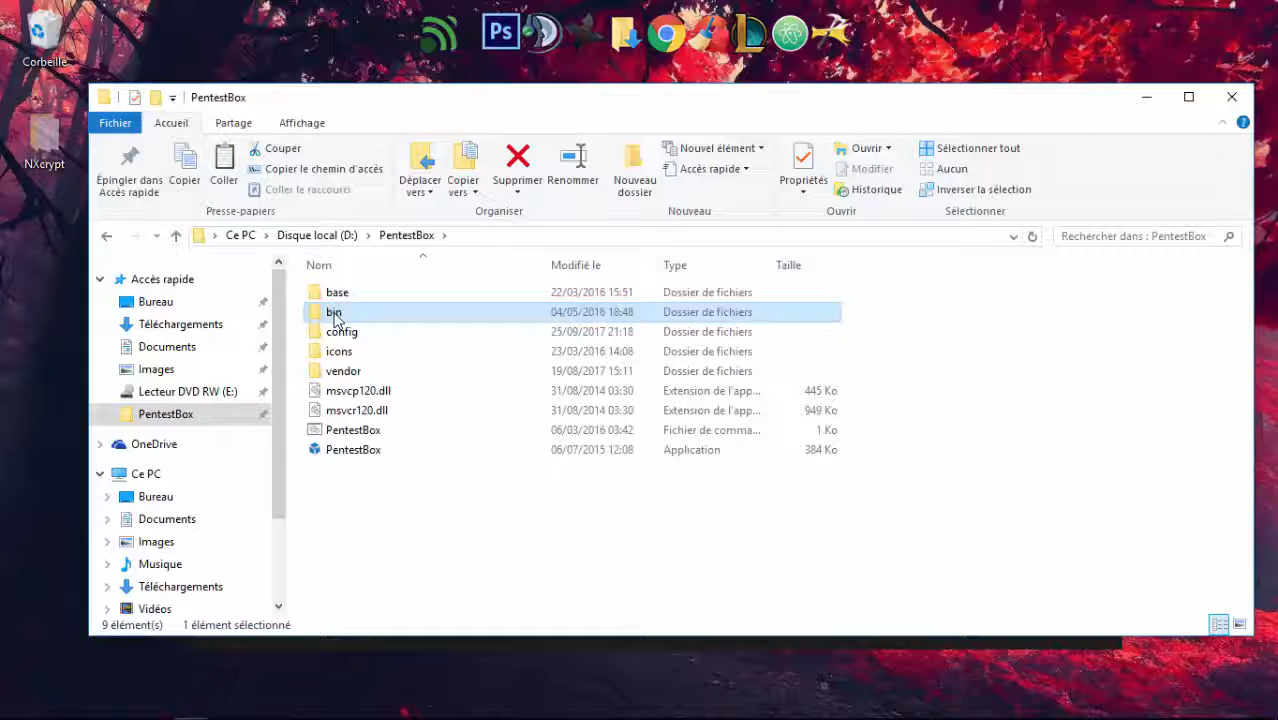 Ps
Corbeille
NXcrypt
PentestBox
Fichier Accueil Partage Affichage
Épingler dans Accès rapide
Copier
Coller
Couper
Copier le chemin d'accès
Coller le raccourci
Presse-papiers
Déplacer vers
Copier vers
Supprimer
Renommer
Organiser
Nouveau dossier
Nouvel élément
Accès rapide
Nouveau
Propriétés
Ouvrir
Modifier
Historique
Ouvrir
Sélectionner tout
Aucun
Inverser la sélection
Sélectionner
Ce PC > Disque local (D:) > PentestBox >
Rechercher dans : PentestBox
Accès rapide
Bureau
Téléchargements
Documents
Images
Lecteur DVD RW (E:)
PentestBox
OneDrive
Ce PC
Bureau
Documents
Images
Musique
Téléchargements
Vidéos
Nom Modifié le Type Taille
base 22/03/2016 15:51 Dossier de fichiers
bin 04/05/2016 18:48 Dossier de fichiers
config 25/09/2017 21:18 Dossier de fichiers
icons 23/03/2016 14:08 Dossier de fichiers
vendor 19/08/2017 15:11 Dossier de fichiers
msvcp120.dll 31/08/2014 03:30 Extension de l'app... 445 Ko
msvcr120.dll 31/08/2014 03:30 Extension de l'app... 949 Ko
PentestBox 06/03/2016 03:42 Fichier de comma... 1 Ko
PentestBox 06/07/2015 12:08 Application 384 Ko
9 élément(s) 1 élément sélectionné